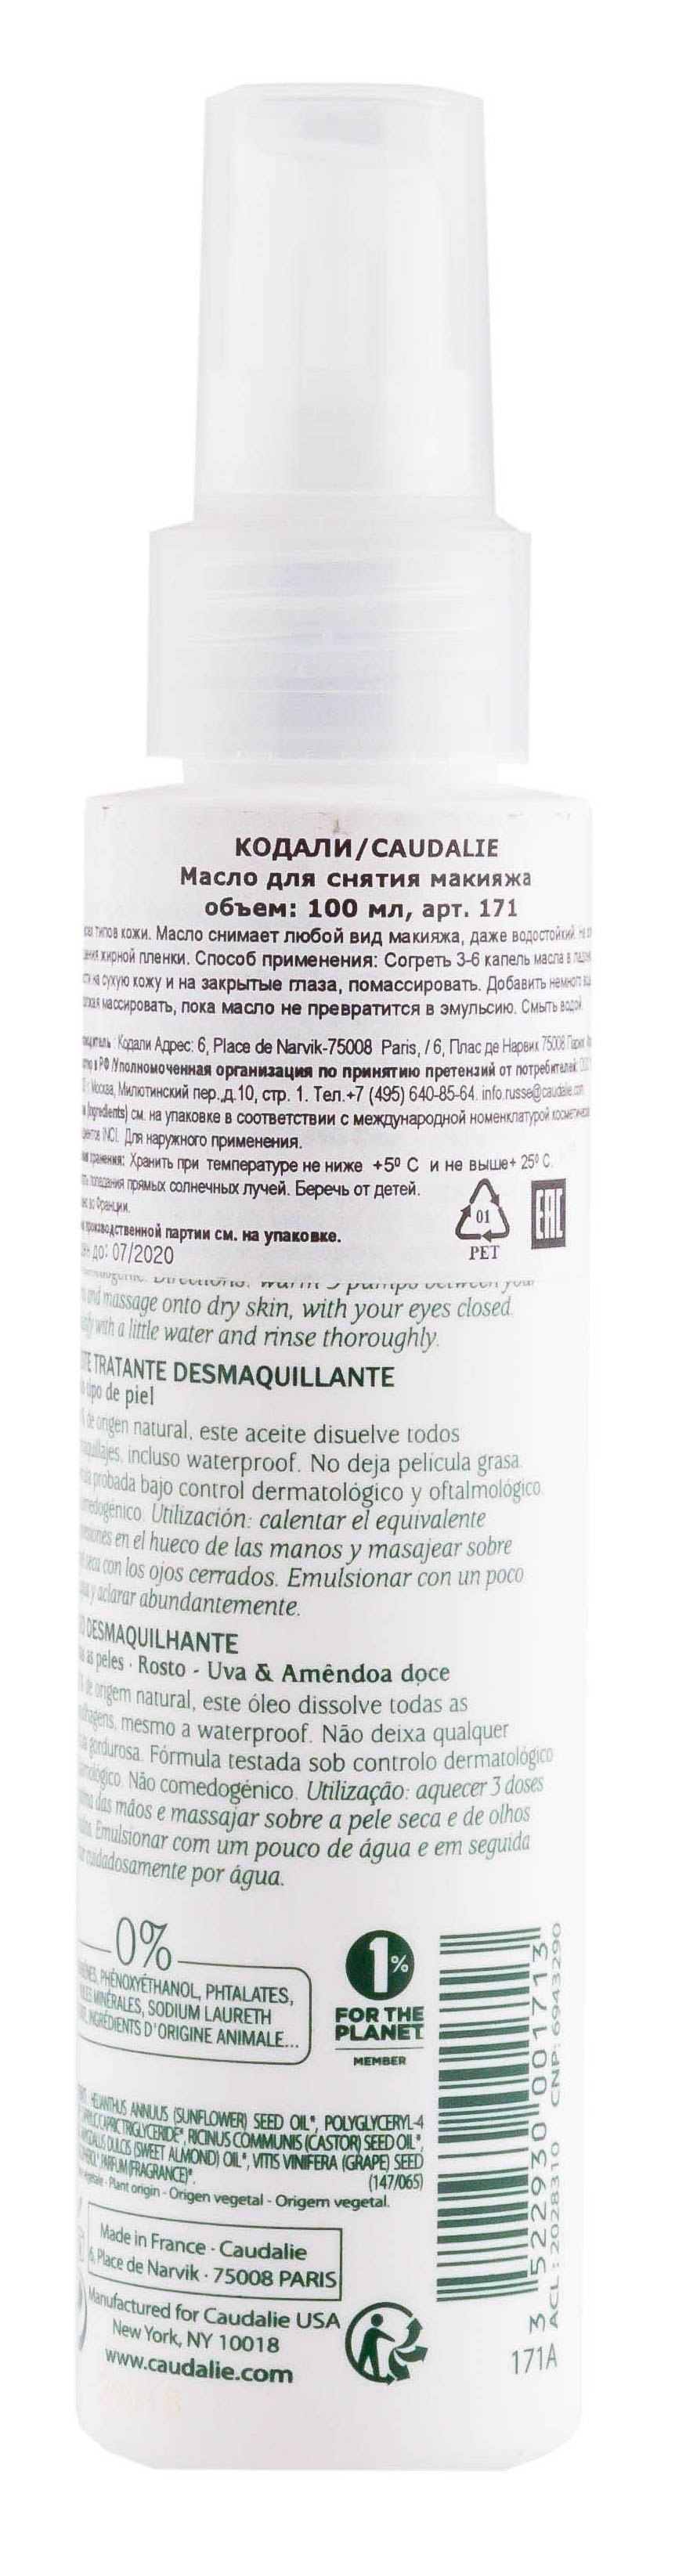 КОДАЛИ/CAUDALIE
Масло для снятия макияжа
объем: 100 мл, арт. 171
типов кожи. Масло снимает любой вид макияжа, даже водостойкий
жирной пленки. Способ применения: Согреть 3-6 капель масла в
на сухую кожу и на закрытые глаза, помассировать. Добавить немного
массировать, пока масло не превратится в эмульсию. Смыть водой
Кодали Адрес: 6, Place de Narvik-75008 Paris, / 6, Плас де Нарвик 75008
в РФ/Уполномоченная организация по принятию претензий от потребителей:
Москва, Милютинский пер.,д.10, стр. 1. Тел.+7 (495) 640-85-64. info.russe@caudalie.com
(Ingredients) см. на упаковке в соответствии с международной номенклатурой
INCI. Для наружного применения.
Хранить при температуре не ниже +5º C и не выше+ 25º C.
попадания прямых солнечных лучей. Беречь от детей.
во Франции.
производственной партии см. на упаковке.
до: 07/2020
01
PET
EAC
Directions: warm 3 pumps between your
and massage onto dry skin, with your eyes closed.
with a little water and rinse thoroughly.
TRATANTE DESMAQUILLANTE
tipo de piel
de origen natural, este aceite disuelve todos
incluso waterproof. No deja película grasa.
probada bajo control dermatológico y oftalmológico.
Utilización: calentar el equivalente
en el hueco de las manos y masajear sobre
seca con los ojos cerrados. Emulsionar con un poco
y aclarar abundantemente.
DESMAQUILHANTE
as peles · Rosto - Uva & Amêndoa doce
de origem natural, este óleo dissolve todas as
mesmo a waterproof. Não deixa qualquer
gordurosa. Fórmula testada sob controlo dermatológico
Não comedogénico. Utilização: aquecer 3 doses
das mãos e massajar sobre a pele seca e de olhos
Emulsionar com um pouco de água e em seguida
cuidadosamente por água.
0%
PHÉNOXYÉTHANOL, PHTALATES,
MINÉRALES, SODIUM LAURETH
INGRÉDIENTS D'ORIGINE ANIMALE...
1%
FOR THE
PLANET
MEMBER
HELIANTHUS ANNUUS (SUNFLOWER) SEED OIL*, POLYGLYCERYL-4
TRIGLYCERIDE*, RICINUS COMMUNIS (CASTOR) SEED OIL*,
DULCIS (SWEET ALMOND) OIL*, VITIS VINIFERA (GRAPE) SEED
PARFUM (FRAGRANCE)*.
(147/065)
- Plant origin - Origen vegetal - Origem vegetal.
Made in France - Caudalie
6, Place de Narvik · 75008 PARIS
Manufactured for Caudalie USA
New York, NY 10018
www.caudalie.com
3 522930 001713
ACL : 2028310 CNP: 6943290
171A